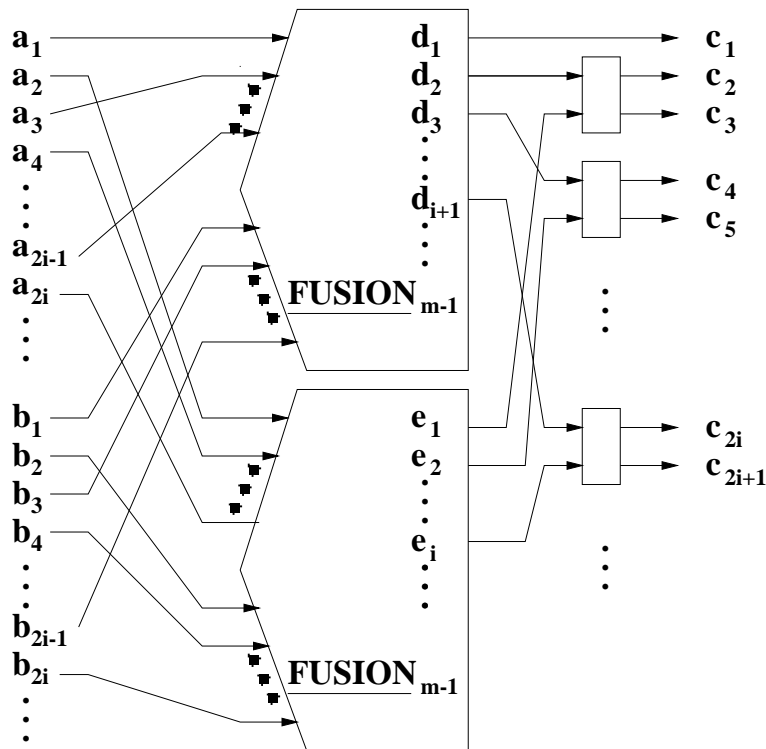 a1 d1 c1
a2 d2 c2
a3 d3 c3
a4 c4
di+1 c5
a2i-1
a2i FUSIONm-1
b1 e1 c2i
b2 e2 c2i+1
b3
b4 ei
b2i-1
b2i FUSIONm-1